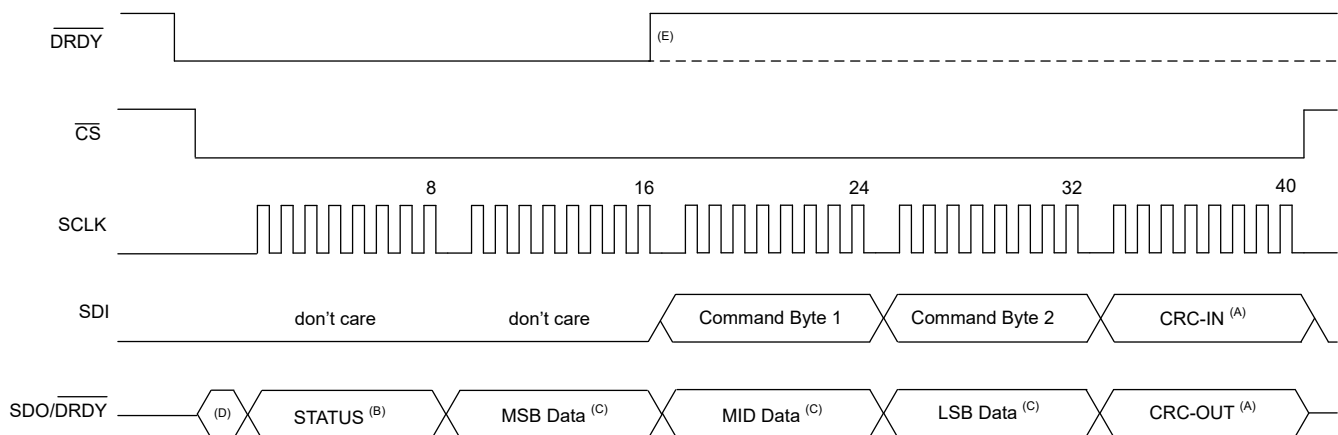 DRDY
(E)
CS
8 16 24 32 40
SCLK
SDI don't care don't care Command Byte 1 Command Byte 2 CRC-IN (A)
SDO/DRDY (D) STATUS (B) MSB Data (C) MID Data (C) LSB Data (C) CRC-OUT (A)